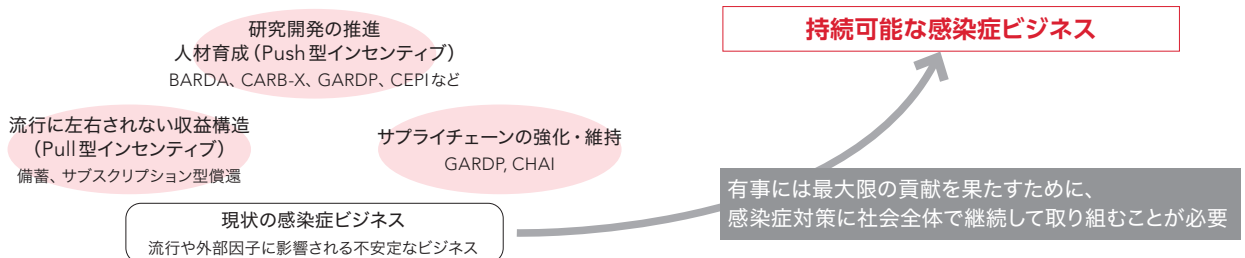 研究開発の推進
人材育成（Push型インセンティブ）
BARDA、CARB-X、GARDP、CEPIなど
流行に左右されない収益構造
（Pull型インセンティブ）
備蓄、サブスクリプション型償還
サプライチェーンの強化・維持
GARDP, CHAI
現状の感染症ビジネス
流行や外部因子に影響される不安定なビジネス
持続可能な感染症ビジネス
有事には最大限の貢献を果たすために、
感染症対策に社会全体で継続して取り組むことが必要